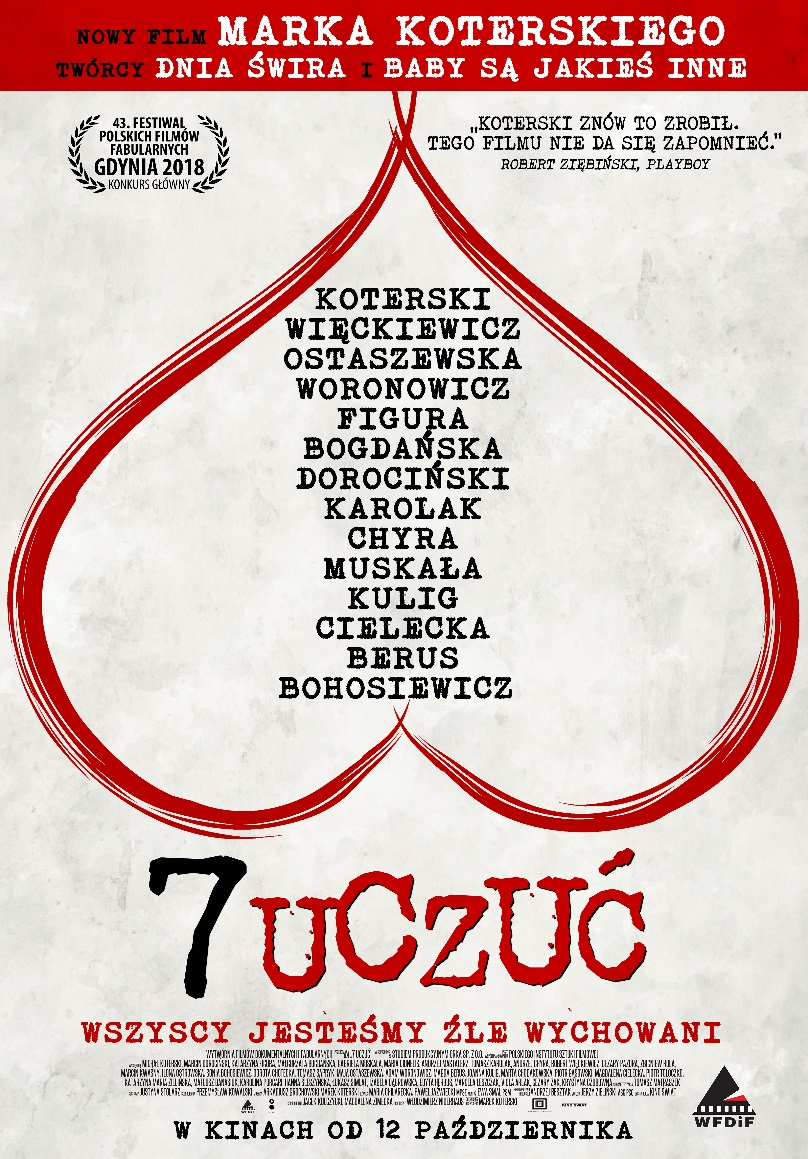 NOWY FILM MARKA KOTERSKIEGO
TWÓRCY DNIA ŚWIRA I BABY SĄ JAKIEŚ INNE
43. FESTIWAL
POLSKICH FILMÓW
FABULARNYCH
GDYNIA 2018
KONKURS GŁÓWNY
„KOTERSKI ZNÓW TO ZROBIŁ.
TEGO FILMU NIE DA SIĘ ZAPOMNIEĆ."
ROBERT ZIĘBIŃSKI, PLAYBOY
KOTERSKI
WIĘCKIEWICZ
OSTASZEWSKA
WORONOWICZ
FIGURA
BOGDAŃSKA
DOROCIŃSKI
KAROLAK
CHYRA
MUSKAŁA
KULIG
CIELECKA
BERUS
BOHOSIEWICZ
7 UCZUĆ
WSZYSCY JESTEŚMY ŹLE WYCHOWANI
WFDiF
W KINACH OD 12 PAŹDZIERNIKA